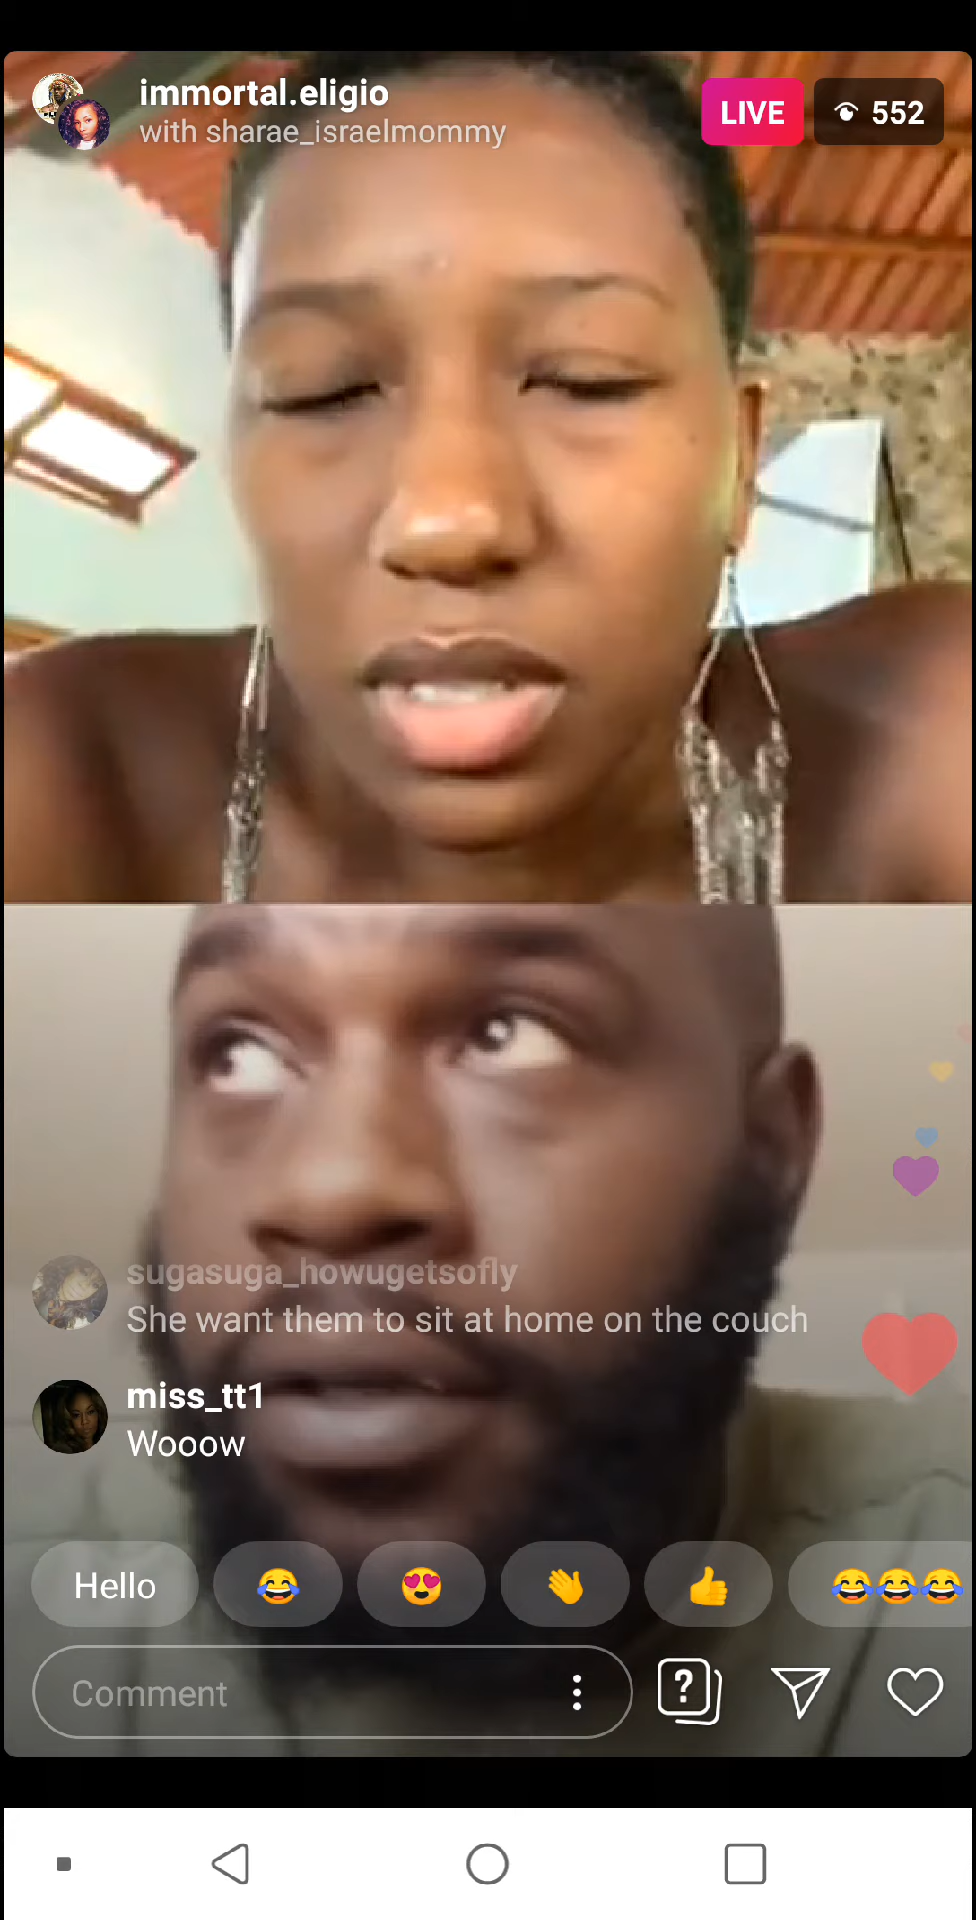 immortal.eligio
with sharae_israelmommy
LIVE
552
sugasuga_howugetsofly
She want them to sit at home on the couch
miss_tt1
Wooow
Hello
Comment